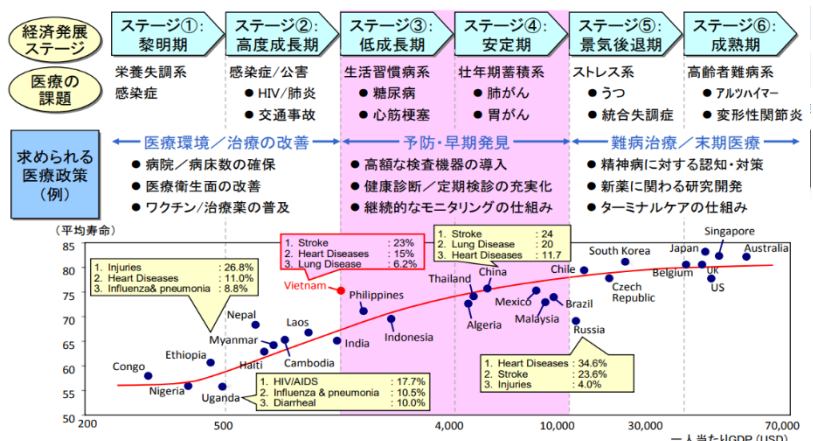 経済発展
ステージ
ステージ①:
黎明期
ステージ②:
高度成長期
ステージ③:
低成長期
ステージ④:
安定期
ステージ⑤:
景気後退期
ステージ⑥:
成熟期
医療の
課題
栄養失調系
感染症
感染症/公害
● HIV/肺炎
● 交通事故
生活習慣病系
● 糖尿病
● 心筋梗塞
壮年期蓄積系
● 肺がん
● 胃がん
ストレス系
● うつ
● 統合失調症
高齢者難病系
● アルツハイマー
● 変形性関節炎
求められる
医療政策
(例)
医療環境/治療の改善
● 病院/病床数の確保
● 医療衛生面の改善
● ワクチン/治療薬の普及
予防・早期発見
● 高額な検査機器の導入
● 健康診断/定期検診の充実化
● 継続的なモニタリングの仕組み
難病治療/末期医療
● 精神病に対する認知・対策
● 新薬に関わる研究開発
● ターミナルケアの仕組み
(平均寿命)
85
80
75
70
65
60
55
50
1. Injuries : 26.8%
2. Heart Diseases : 11.0%
3. Influenza& pneumonia : 8.8%
1. Stroke : 23%
2. Heart Diseases : 15%
3. Lung Disease : 6.2%
1. Stroke : 24
2. Lung Disease : 20
3. Heart Diseases : 11.7
1. HIV/AIDS : 17.7%
2. Influenza & pneumonia : 10.5%
3. Diarrheal : 10.0%
1. Heart Diseases : 34.6%
2. Stroke : 23.6%
3. Injuries : 4.0%
Congo
Nigeria
Ethiopia
Uganda
Nepal
Myanmar
Haiti
Cambodia
Laos
India
Vietnam
Philippines
Indonesia
Thailand
Algeria
China
Mexico
Malaysia
Brazil
Chile
Russia
South Korea
Czech
Republic
Belgium
Japan
UK
US
Singapore
Australia
200
500
2,000
4,000
10,000
30,000
70,000
一人当たりGDP (USD)